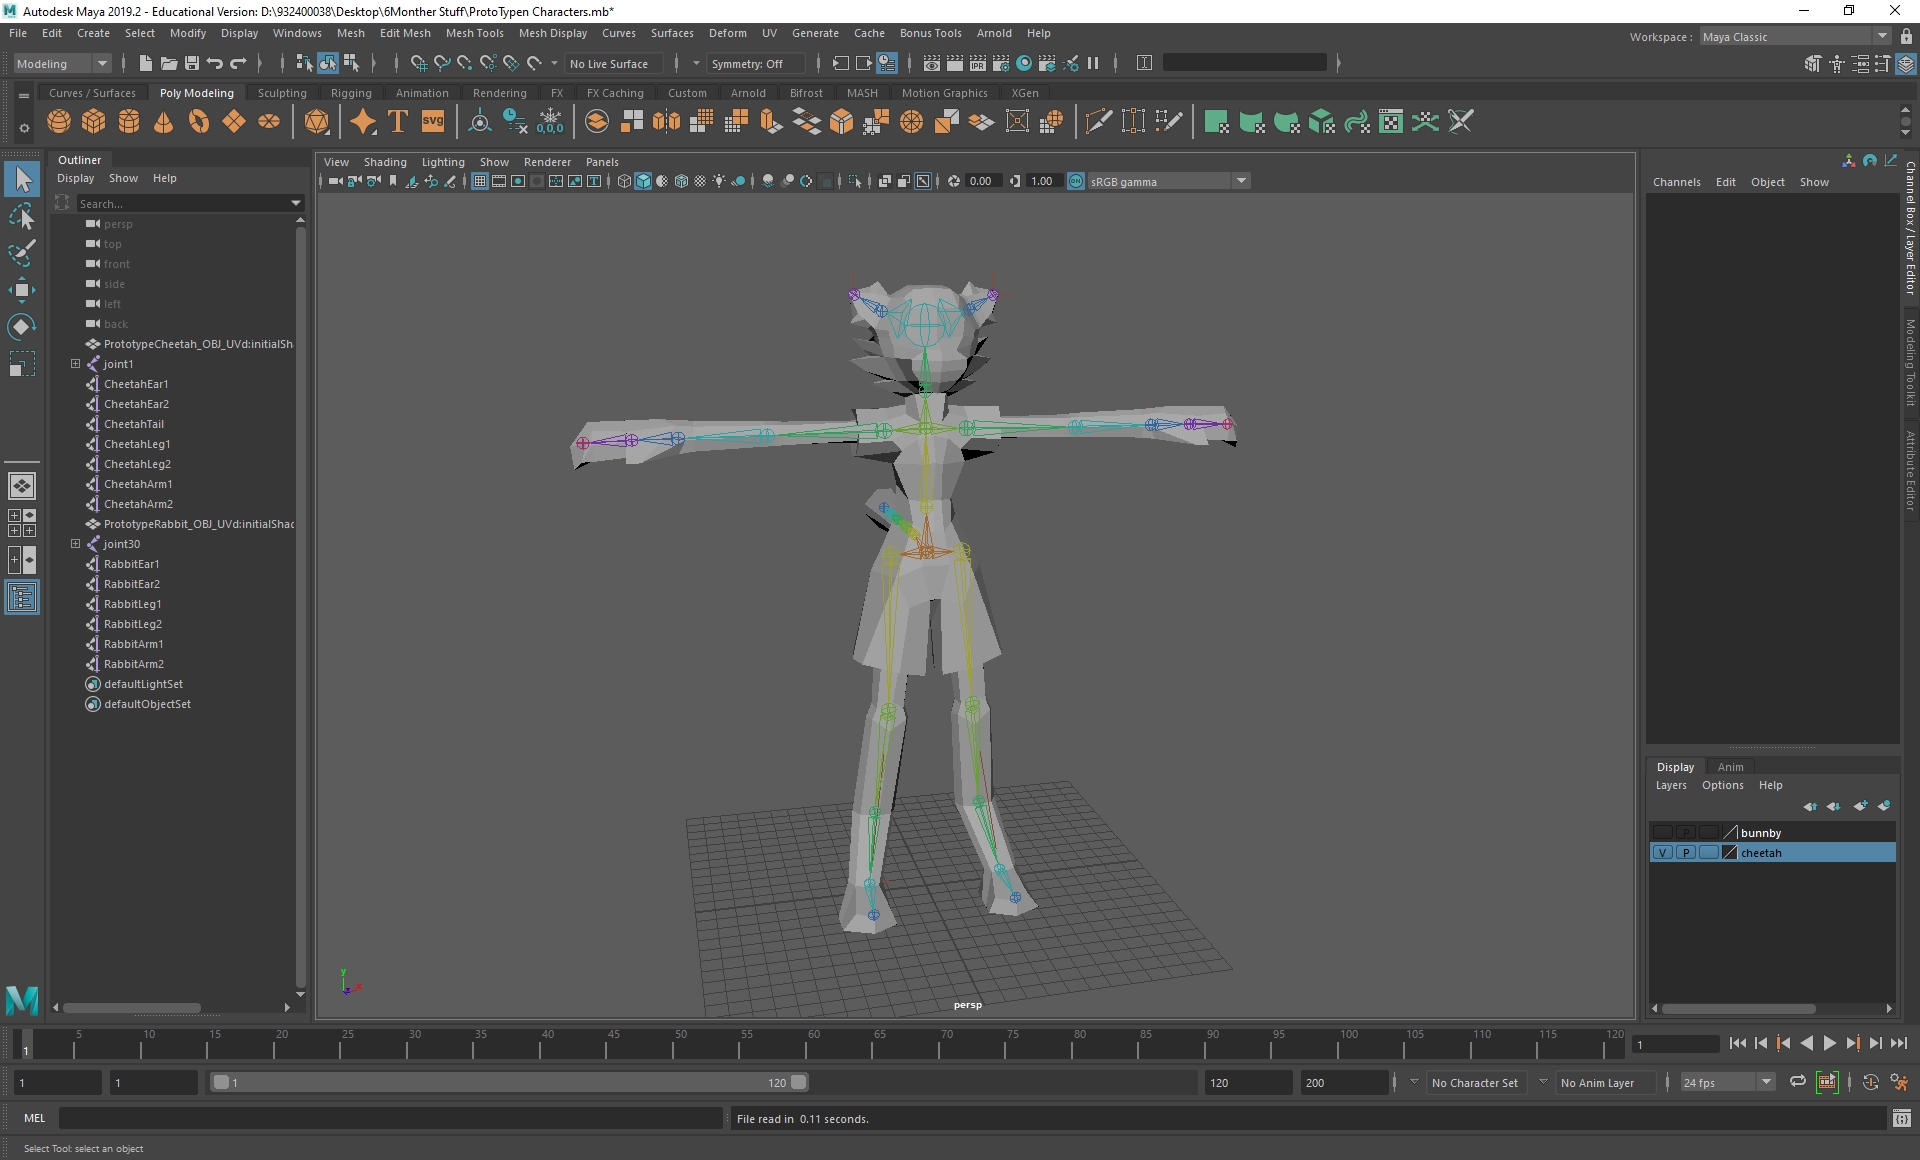 Autodesk Maya 2019.2 - Educational Version: D:\932400038\Desktop\6Monther Stuff\ProtoTypen Characters.mb*
File Edit Create Select Modify Display Windows Mesh Edit Mesh Mesh Tools Mesh Display Curves Surfaces Deform UV Generate Cache Bonus Tools Arnold Help
Workspace : Maya Classic
Modeling No Live Surface Symmetry: Off
Curves / Surfaces Poly Modeling Sculpting Rigging Animation Rendering FX FX Caching Custom Arnold Bifrost MASH Motion Graphics XGen
T svg 0,0,0
Outliner
Display Show Help
Search...
persp
top
front
side
left
back
PrototypeCheetah_OBJ_UVd:initialSh
joint1
CheetahEar1
CheetahEar2
CheetahTail
CheetahLeg1
CheetahLeg2
CheetahArm1
CheetahArm2
PrototypeRabbit_OBJ_UVd:initialShac
joint30
RabbitEar1
RabbitEar2
RabbitLeg1
RabbitLeg2
RabbitArm1
RabbitArm2
defaultLightSet
defaultObjectSet
View Shading Lighting Show Renderer Panels
0.00 1.00 ON sRGB gamma
y
persp
Channels Edit Object Show
Channel Box / Layer Editor
Modeling Toolkit
Attribute Editor
Display Anim
Layers Options Help
P bunnby
V P cheetah
5 10 15 20 25 30 35 40 45 50 55 60 65 70 75 80 85 90 95 100 105 110 115 120
1 1
1 1 1 120 120 200 No Character Set No Anim Layer 24 fps
MEL File read in 0.11 seconds.
Select Tool: select an object